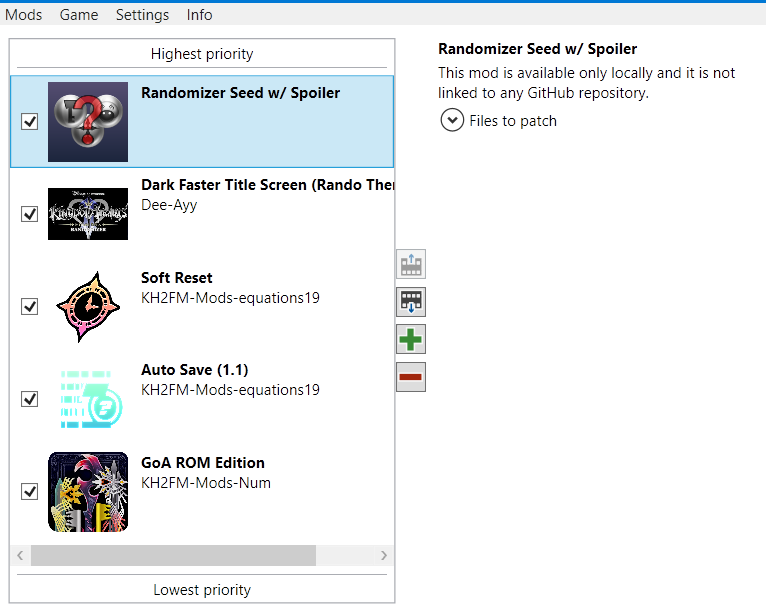 Mods Game Settings Info
Highest priority
Randomizer Seed w/ Spoiler
Dark Faster Title Screen (Rando Ther
Dee-Ayy
Soft Reset
KH2FM-Mods-equations19
Auto Save (1.1)
KH2FM-Mods-equations19
GoA ROM Edition
KH2FM-Mods-Num
Lowest priority
Randomizer Seed w/ Spoiler
This mod is available only locally and it is not
linked to any GitHub repository.
Files to patch
KINGDOM HEARTS
RANDOMIZER